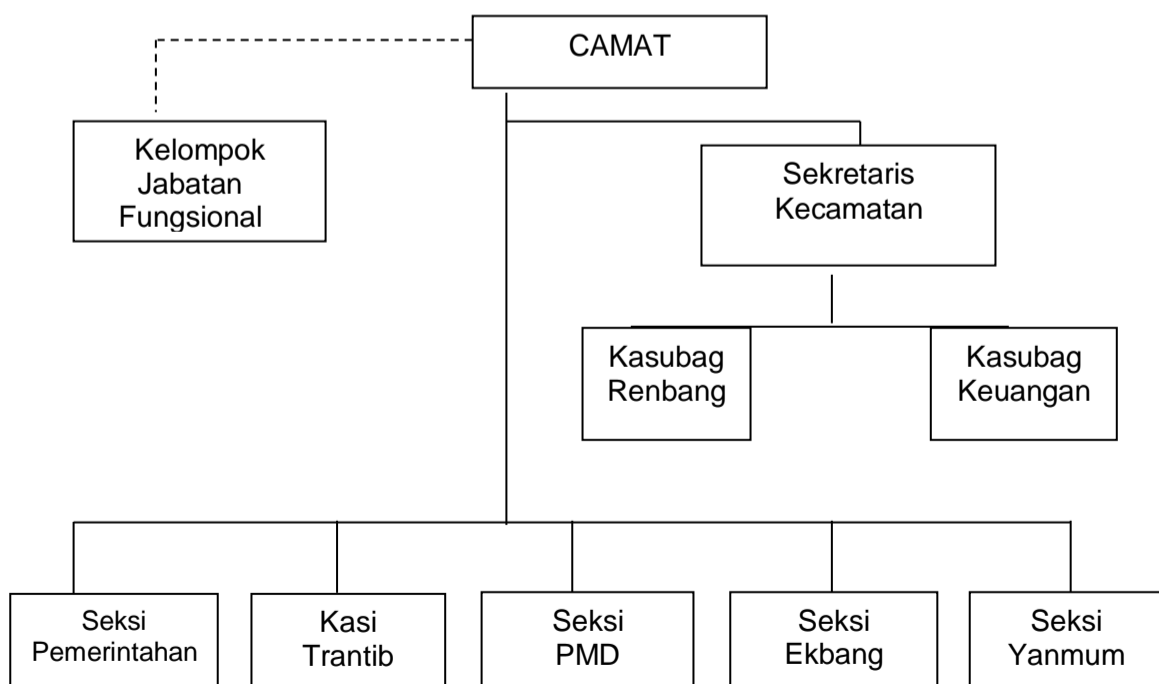 CAMAT
Kelompok
Jabatan
Fungsional
Sekretaris
Kecamatan
Kasubag
Renbang
Kasubag
Keuangan
Seksi
Pemerintahan
Kasi
Trantib
Seksi
PMD
Seksi
Ekbang
Seksi
Yanmum